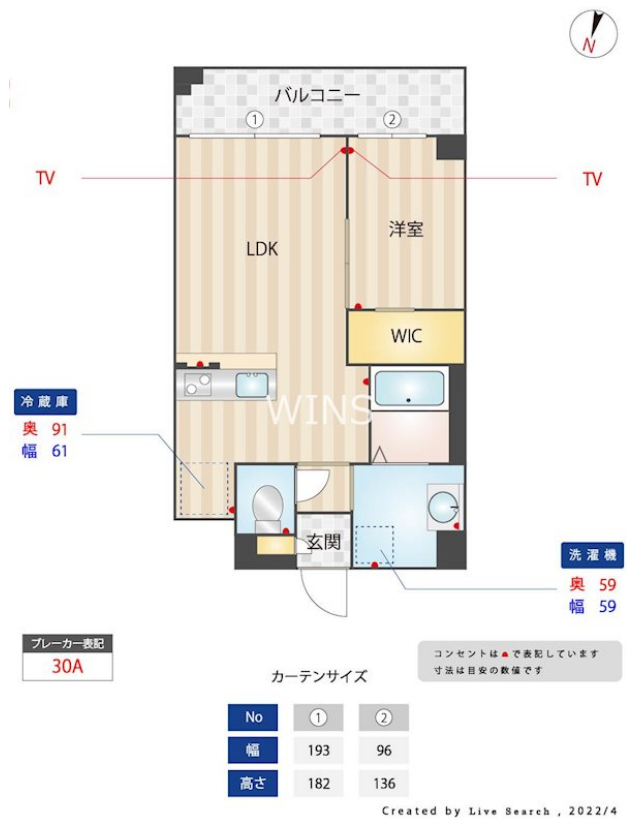 N
バルコニー
① ②
TV TV
洋室
LDK
WIC
WINS
冷蔵庫
奥 91
幅 61
玄関
洗濯機
奥 59
幅 59
ブレーカー表記
30A
コンセントは で表記しています
寸法は目安の数値です
カーテンサイズ
No ① ②
幅 193 96
高さ 182 136
Created by Live Search , 2022/4